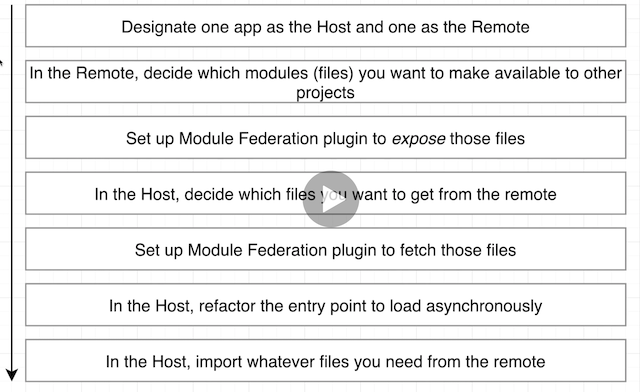 Designate one app as the Host and one as the Remote
In the Remote, decide which modules (files) you want to make available to other
projects
Set up Module Federation plugin to expose those files
In the Host, decide which files you want to get from the remote
Set up Module Federation plugin to fetch those files
In the Host, refactor the entry point to load asynchronously
In the Host, import whatever files you need from the remote